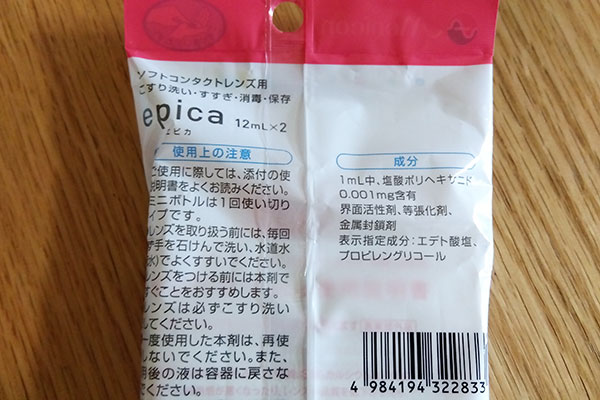 ソフトコンタクトレンズ用
こすり洗い・すすぎ・消毒・保存
epica 12mL×2
エピカ
使用上の注意
ご使用に際しては、添付の使
説明書をよくお読みください。
ミニボトルは1回使い切り
タイプです。
レンズを取り扱う前には、毎回
必ず手を石けんで洗い、水道水
水)でよくすすいでください。
レンズをつける前には本剤で
すぐことをおすすめします。
レンズは必ずこすり洗い
してください。
一度使用した本剤は、再使
しないでください。また、
用後の液は容器に戻さな
でください。
成分
1mL中、塩酸ポリヘキサニド
0.001mg含有
界面活性剤、等張化剤、
金属封鎖剤
表示指定成分:エデト酸塩、
プロピレングリコール
4 984194 322833